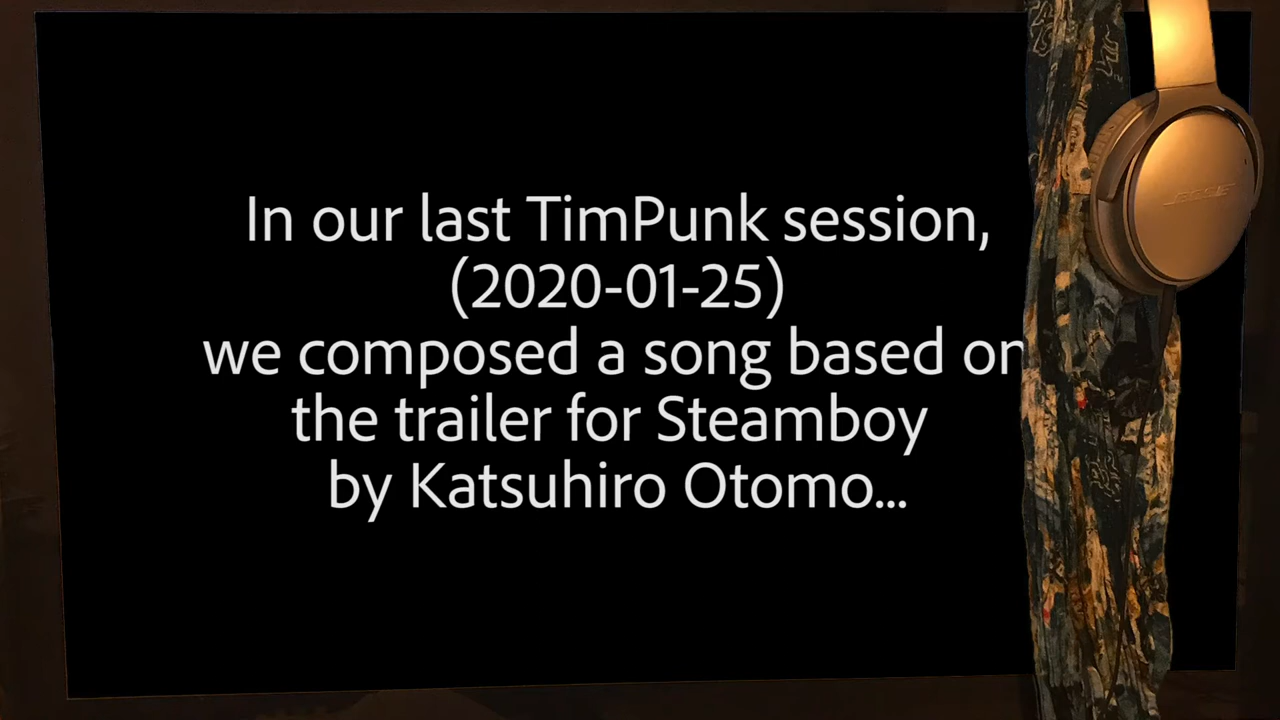 In our last TimPunk session,
(2020-01-25)
we composed a song based on
the trailer for Steamboy
by Katsuhiro Otomo...
BOSE